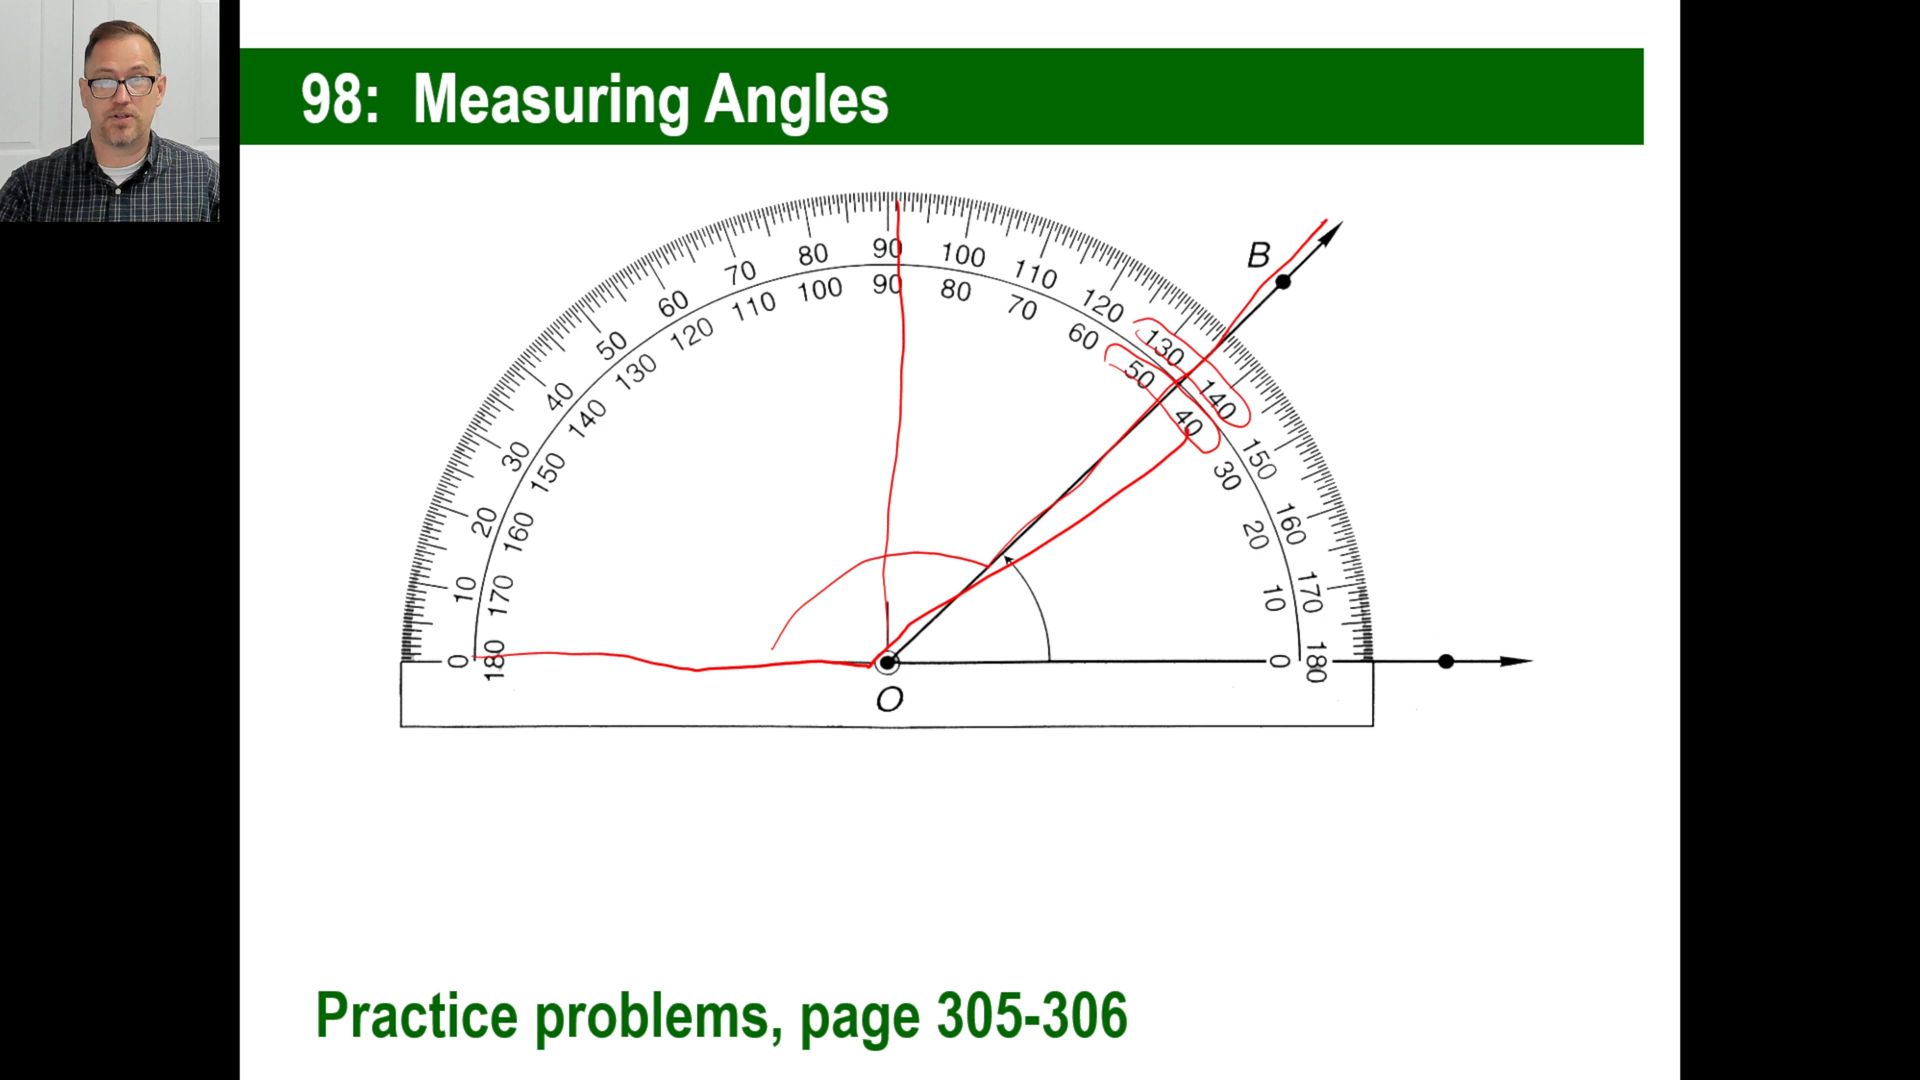 98: Measuring Angles
0 10 20 30 40 50 60 70 80 90 100 110 120 130 140 150 160 170 180
180 170 160 150 140 130 120 110 100 90 80 70 60 50 40 30 20 10 0
B
O
Practice problems, page 305-306